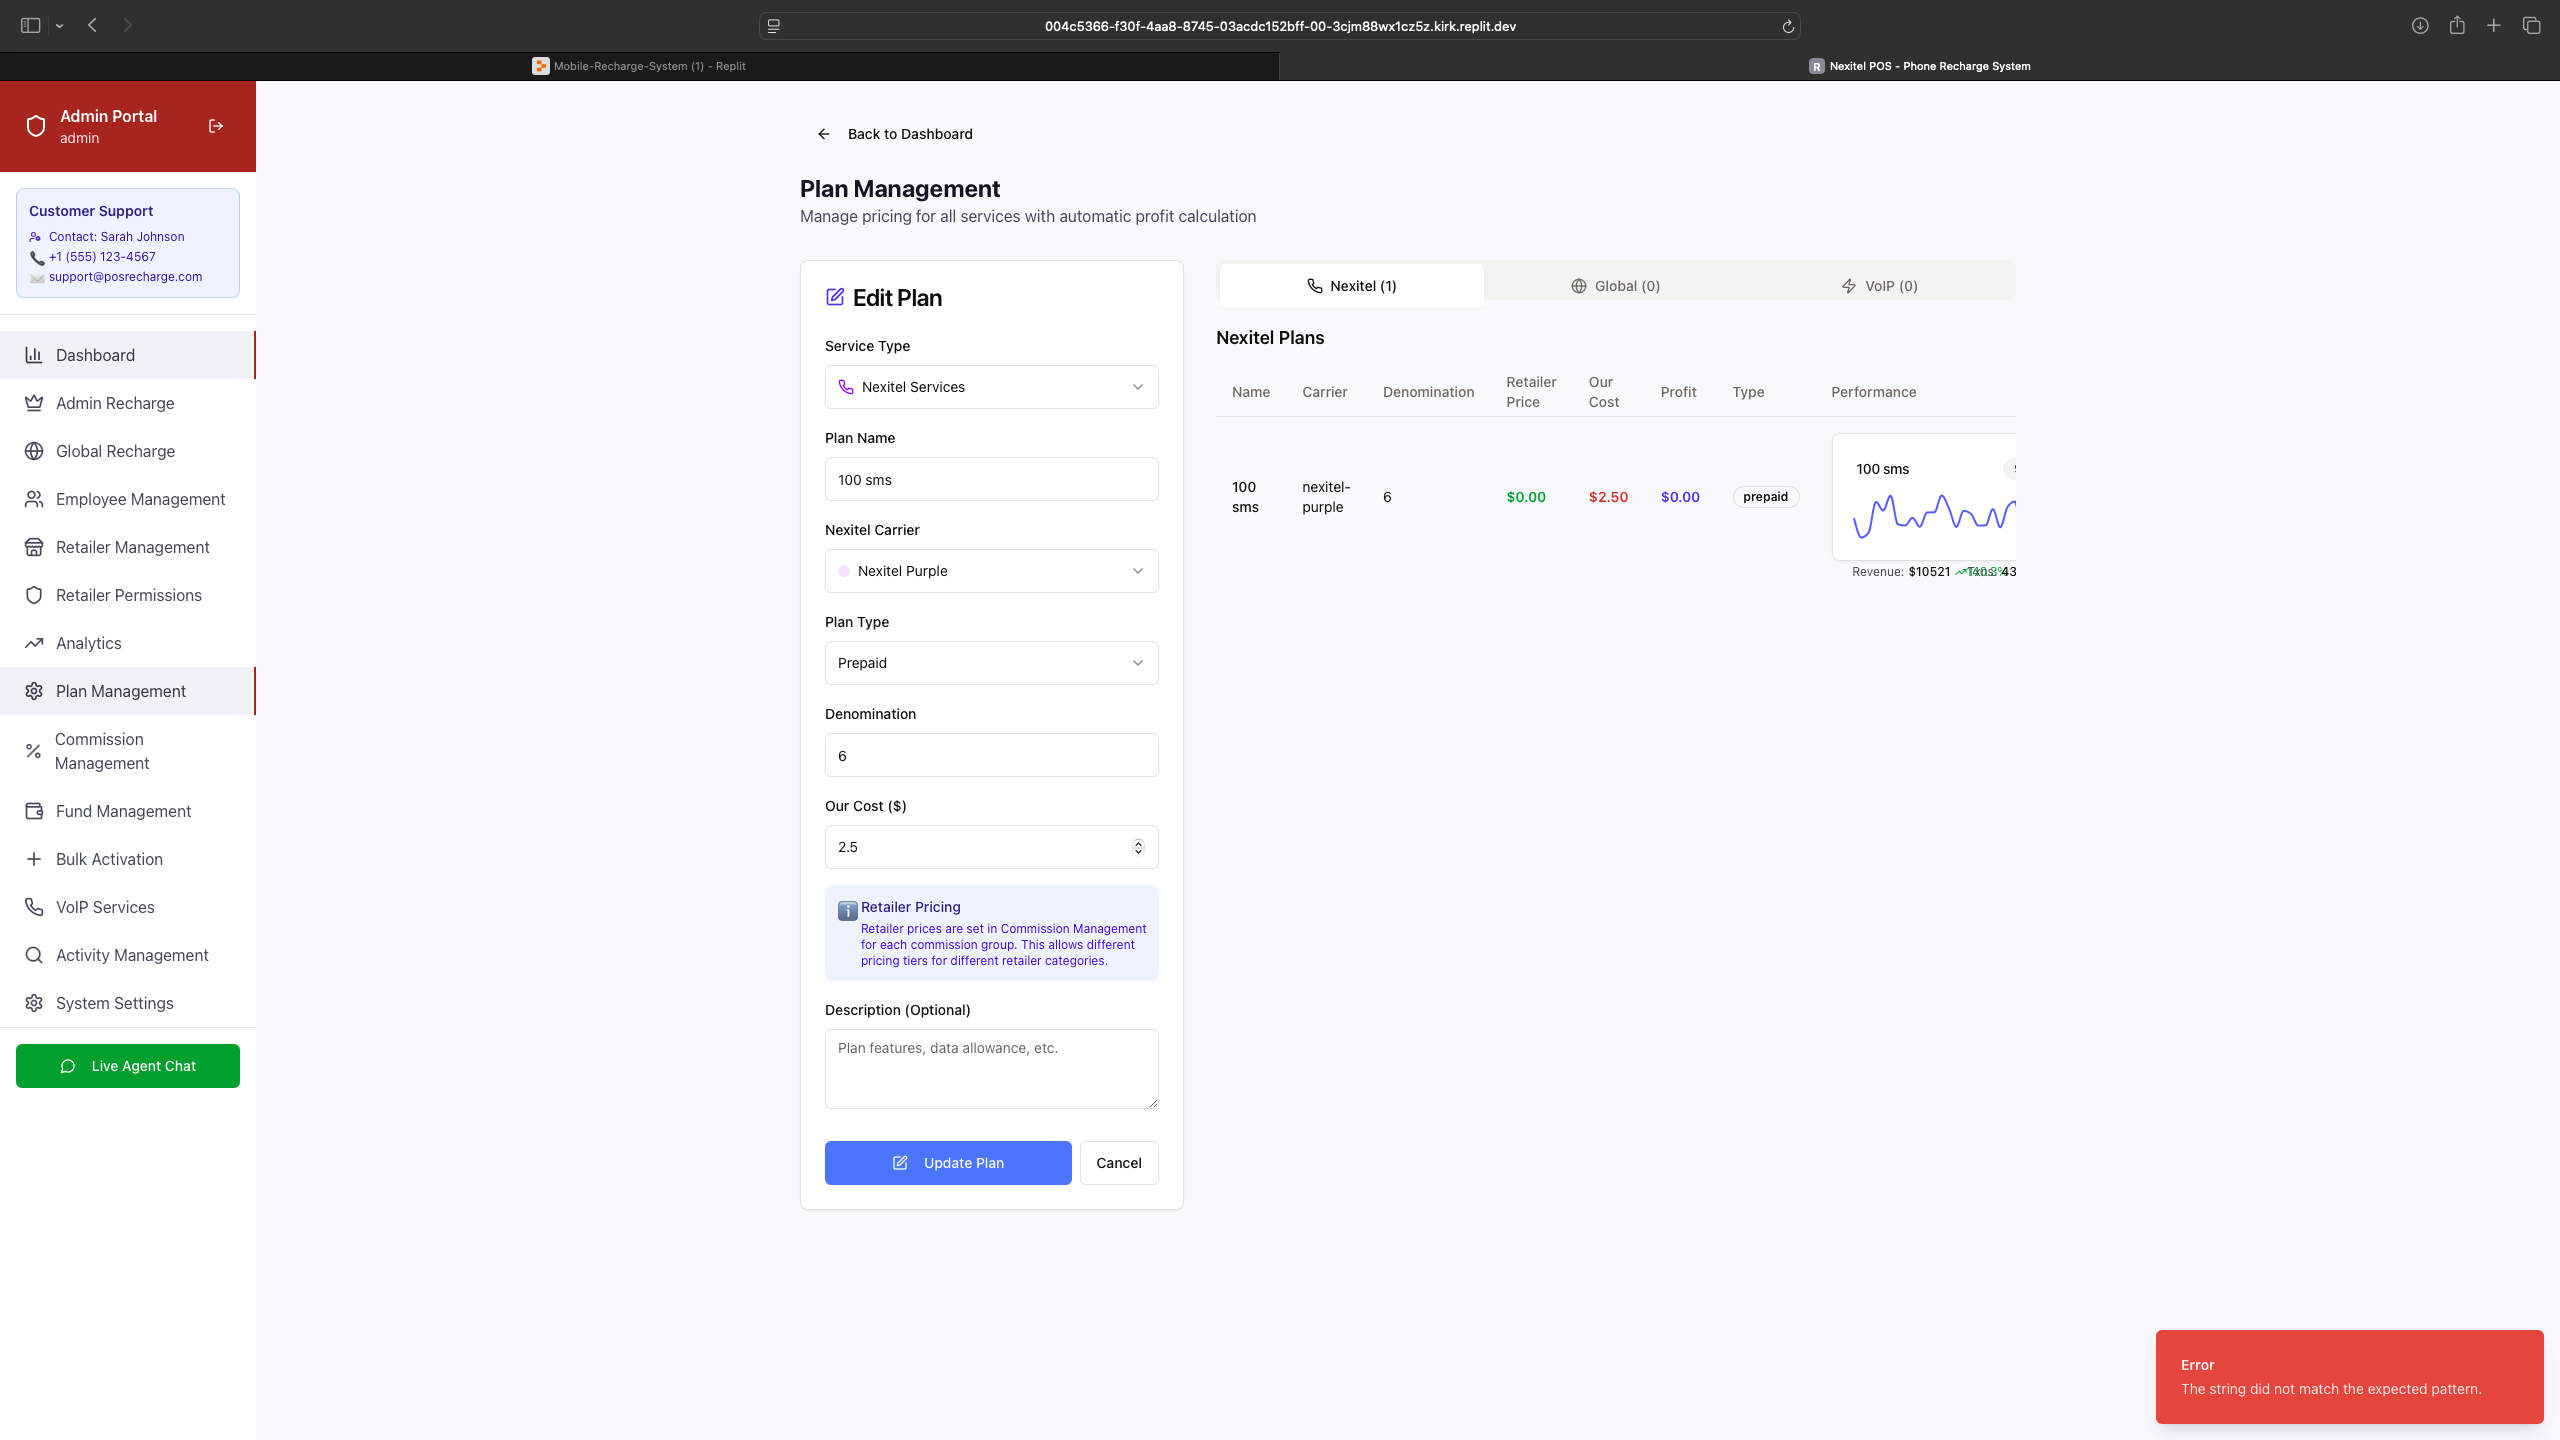 004c5366-f30f-4aa8-8745-03acdc152bff-00-3cjm88wx1cz5z.kirk.replit.dev
Mobile-Recharge-System (1) - Replit
R Nexitel POS - Phone Recharge System
Admin Portal
admin
Customer Support
Contact: Sarah Johnson
+1 (555) 123-4567
support@posrecharge.com
Dashboard
Admin Recharge
Global Recharge
Employee Management
Retailer Management
Retailer Permissions
Analytics
Plan Management
Commission
Management
Fund Management
Bulk Activation
VoIP Services
Activity Management
System Settings
Live Agent Chat
Back to Dashboard
Plan Management
Manage pricing for all services with automatic profit calculation
Edit Plan
Service Type
Nexitel Services
Plan Name
100 sms
Nexitel Carrier
Nexitel Purple
Plan Type
Prepaid
Denomination
6
Our Cost ($)
2.5
Retailer Pricing
Retailer prices are set in Commission Management
for each commission group. This allows different
pricing tiers for different retailer categories.
Description (Optional)
Plan features, data allowance, etc.
Update Plan
Cancel
Nexitel (1)
Global (0)
VoIP (0)
Nexitel Plans
Name
Carrier
Denomination
Retailer
Price
Our
Cost
Profit
Type
Performance
100
sms
nexitel-
purple
6
$0.00
$2.50
$0.00
prepaid
100 sms
Revenue: $10521
43
Error
The string did not match the expected pattern.